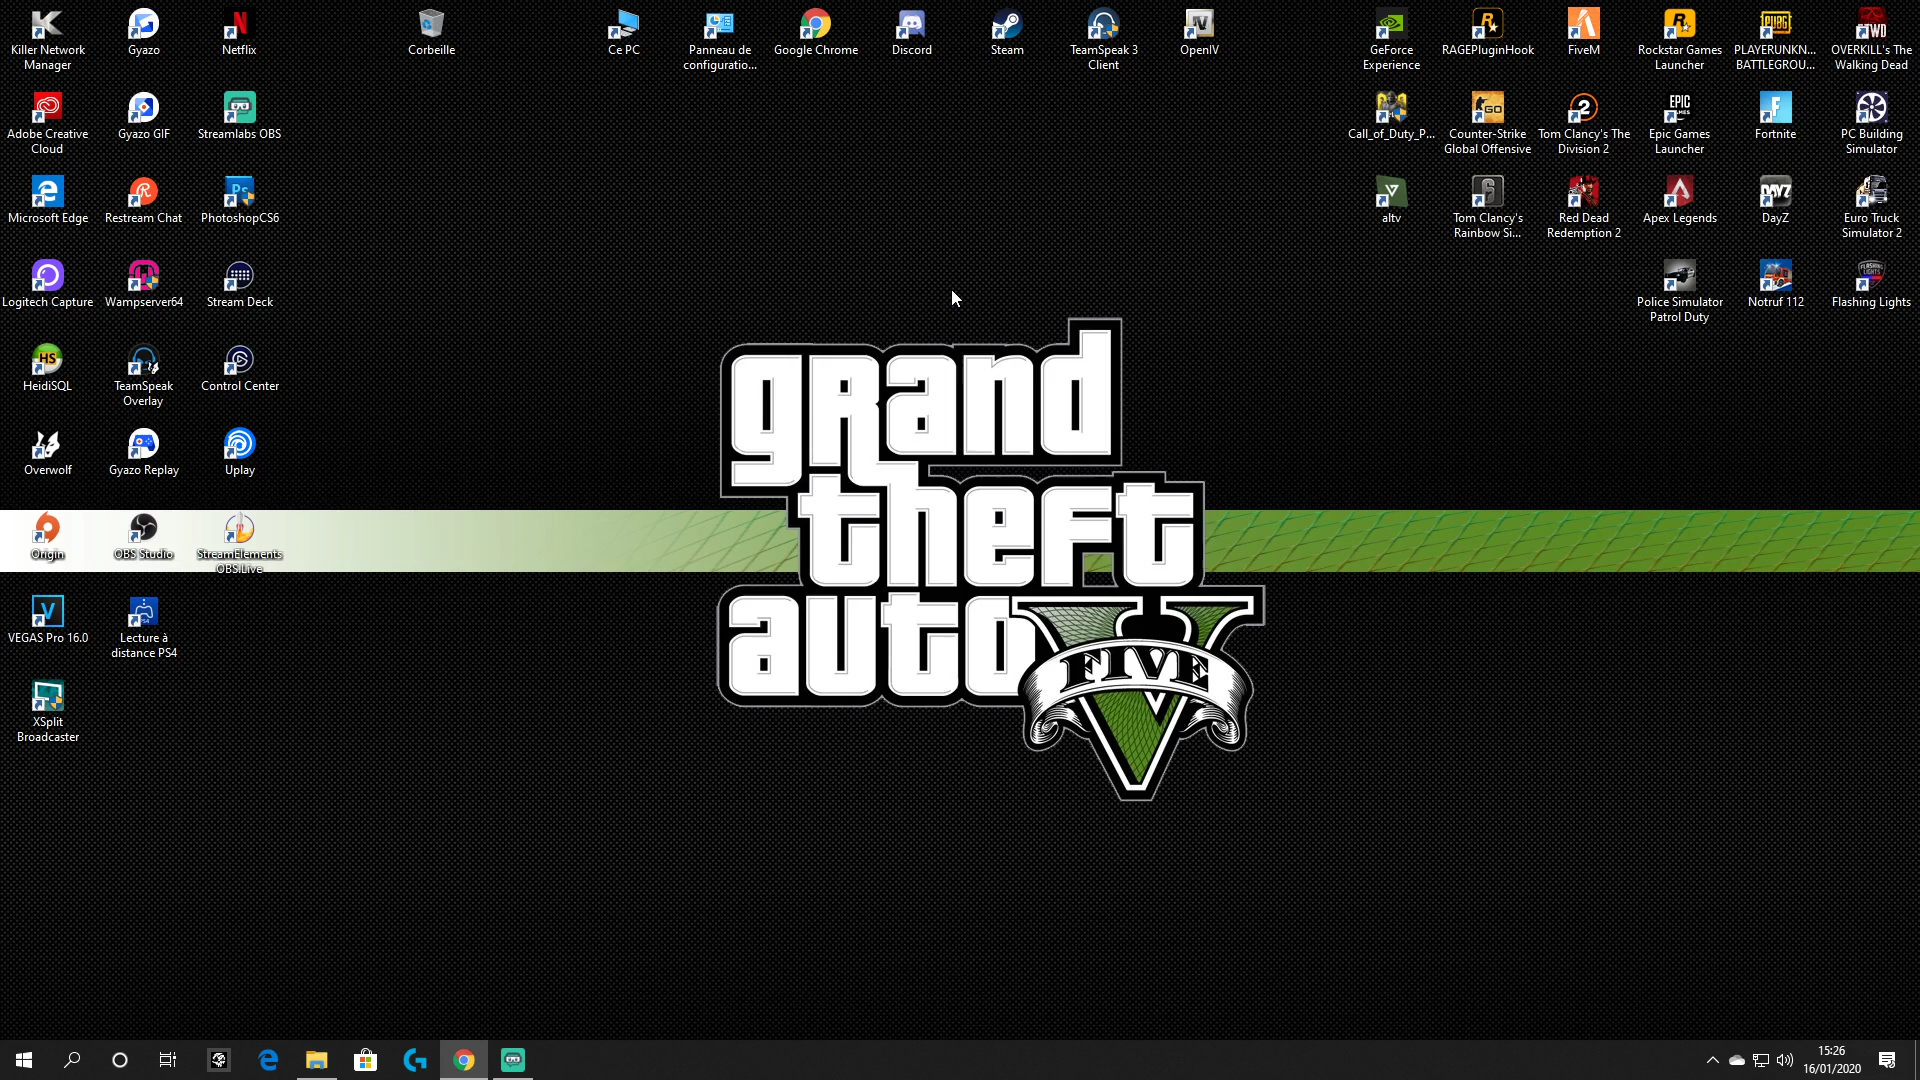 Killer Network
Manager
Gyazo
Netflix
Corbeille
Ce PC
Panneau de
configuratio...
Google Chrome
Discord
Steam
TeamSpeak 3
Client
OpenIV
GeForce
Experience
RAGEPluginHook
FiveM
Rockstar Games
Launcher
PLAYERUNKN...
BATTLEGROU...
OVERKILL's The
Walking Dead
Adobe Creative
Cloud
Gyazo GIF
Streamlabs OBS
Call_of_Duty_P...
Counter-Strike
Global Offensive
Tom Clancy's The
Division 2
Epic Games
Launcher
Fortnite
PC Building
Simulator
Microsoft Edge
Restream Chat
PhotoshopCS6
altv
Tom Clancy's
Rainbow Si...
Red Dead
Redemption 2
Apex Legends
DayZ
Euro Truck
Simulator 2
Logitech Capture
Wampserver64
Stream Deck
Police Simulator
Patrol Duty
Notruf 112
Flashing Lights
HeidiSQL
TeamSpeak
Overlay
Control Center
Overwolf
Gyazo Replay
Uplay
Origin
OBS Studio
StreamElements
OBS.Live
VEGAS Pro 16.0
Lecture à
distance PS4
XSplit
Broadcaster
grand
theft
auto
V
FIVE
15:26
16/01/2020